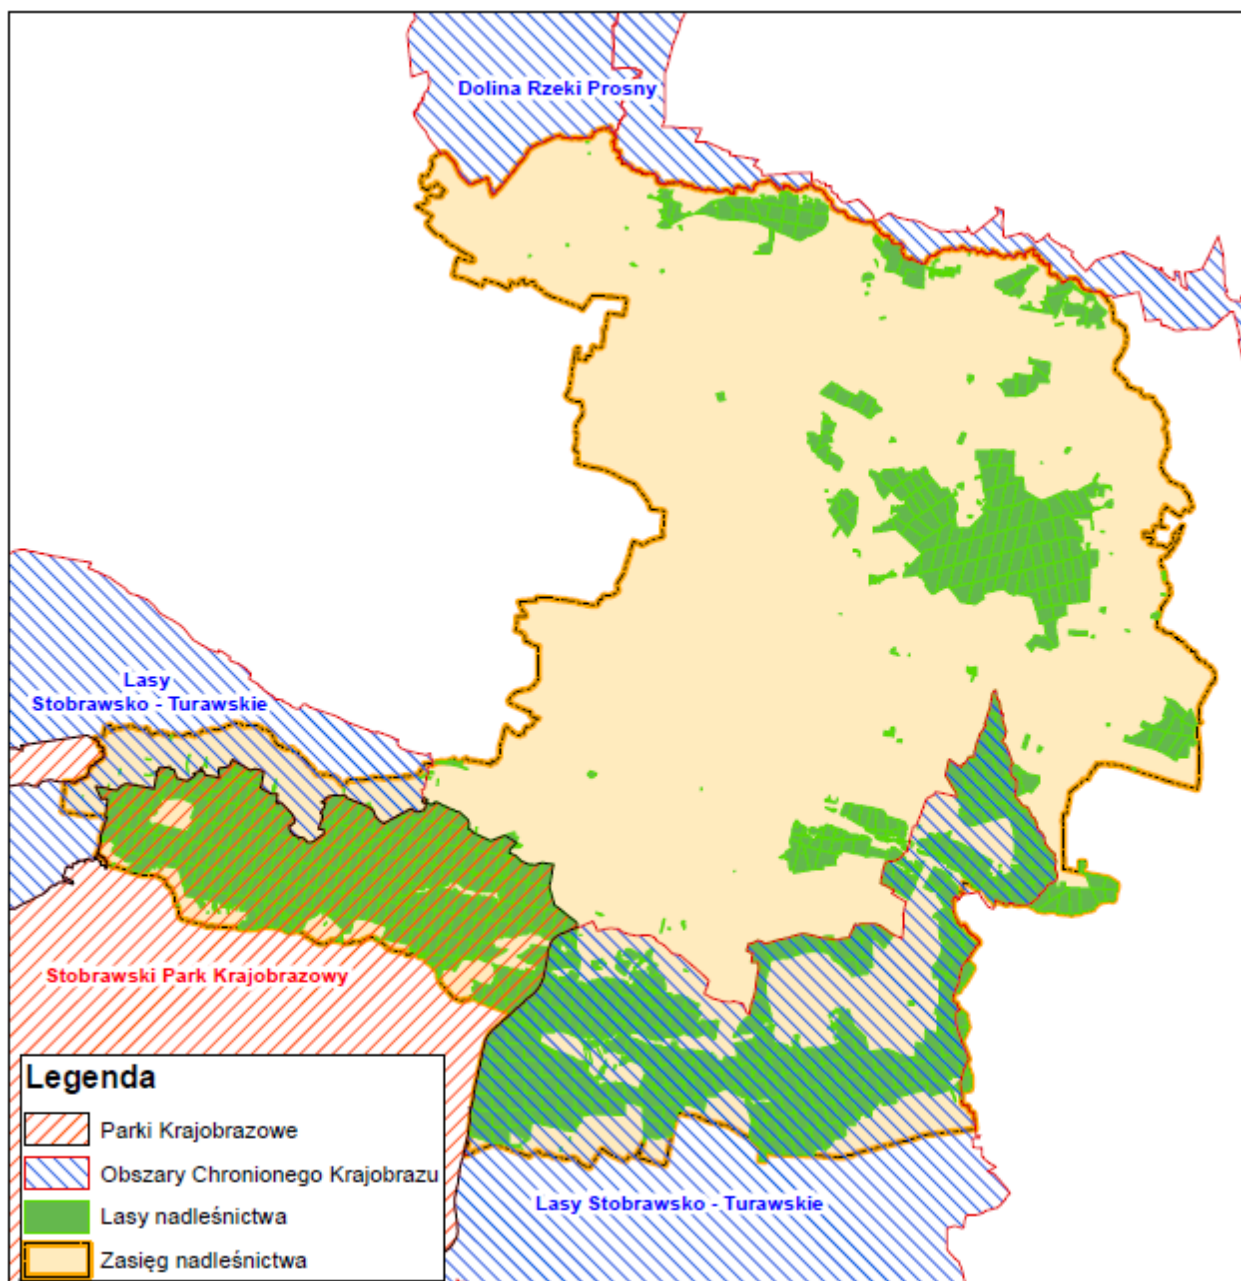 Dolina Rzeki Prosny
Lasy
Stobrawsko - Turawskie
Stobrawski Park Krajobrazowy
Lasy Stobrawsko - Turawskie
Legenda
Parki Krajobrazowe
Obszary Chronionego Krajobrazu
Lasy nadleśnictwa
Zasięg nadleśnictwa